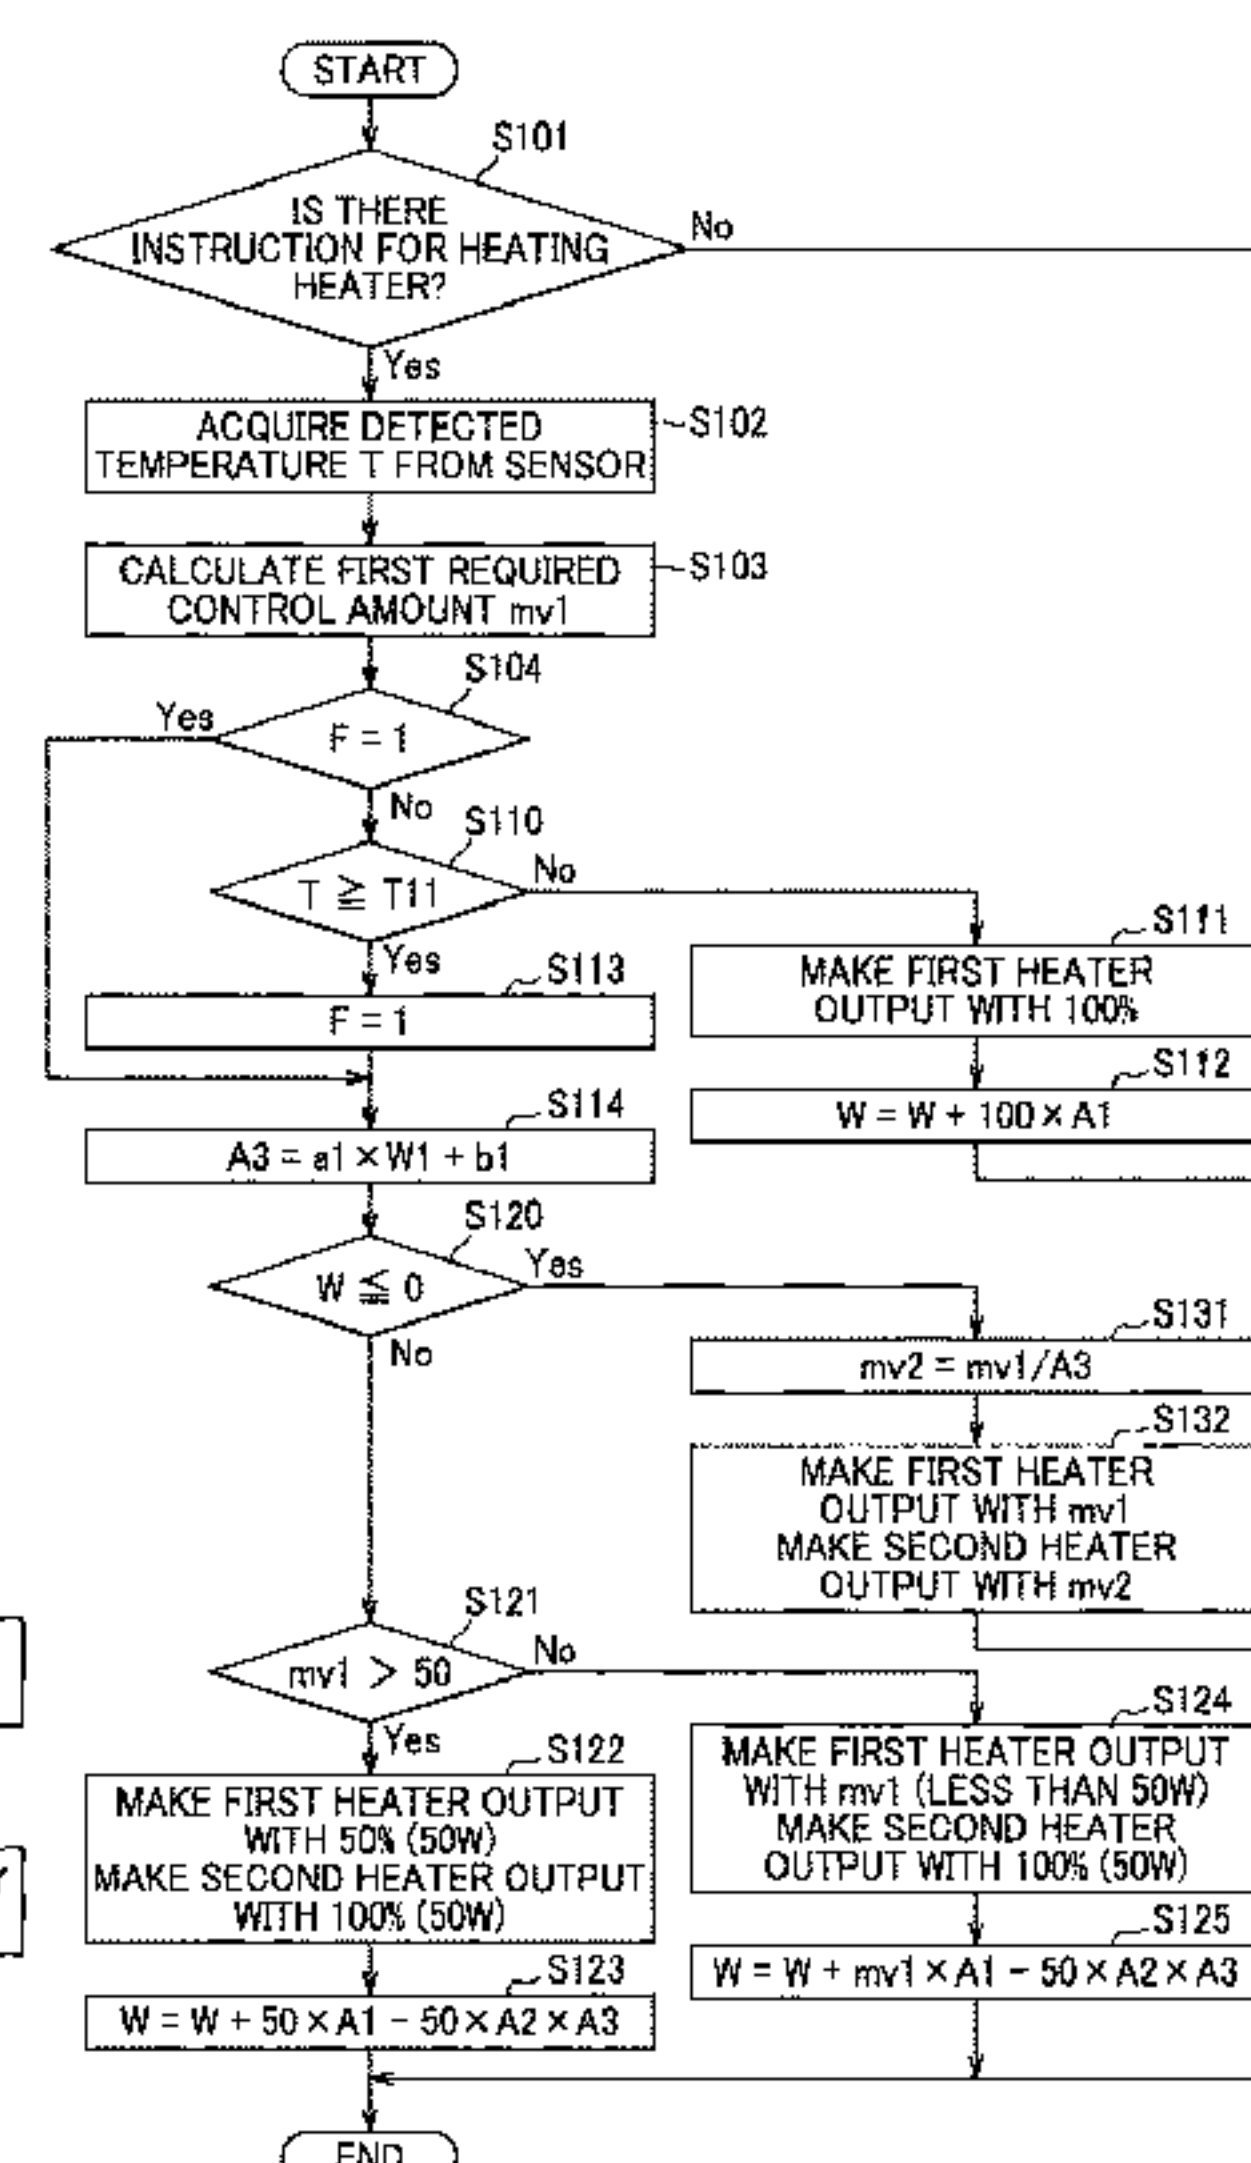 START
S101
IS THERE
INSTRUCTION FOR HEATING
HEATER?
No
Yes
ACQUIRE DETECTED
TEMPERATURE T FROM SENSOR
S102
CALCULATE FIRST REQUIRED
CONTROL AMOUNT mv1
S103
S104
Yes
F = 1
No
S110
T ≧ T11
No
Yes
S111
MAKE FIRST HEATER
OUTPUT WITH 100%
S113
F = 1
S112
W = W + 100 × A1
S114
A3 = a1 × W1 + b1
S120
W ≦ 0
Yes
No
S131
mv2 = mv1/A3
S132
MAKE FIRST HEATER
OUTPUT WITH mv1
MAKE SECOND HEATER
OUTPUT WITH mv2
S121
mv1 > 50
No
Yes
S124
MAKE FIRST HEATER OUTPUT
WITH mv1 (LESS THAN 50W)
MAKE SECOND HEATER
OUTPUT WITH 100% (50W)
S122
MAKE FIRST HEATER OUTPUT
WITH 50% (50W)
MAKE SECOND HEATER OUTPUT
WITH 100% (50W)
S125
W = W + mv1 × A1 - 50 × A2 × A3
S123
W = W + 50 × A1 - 50 × A2 × A3
END